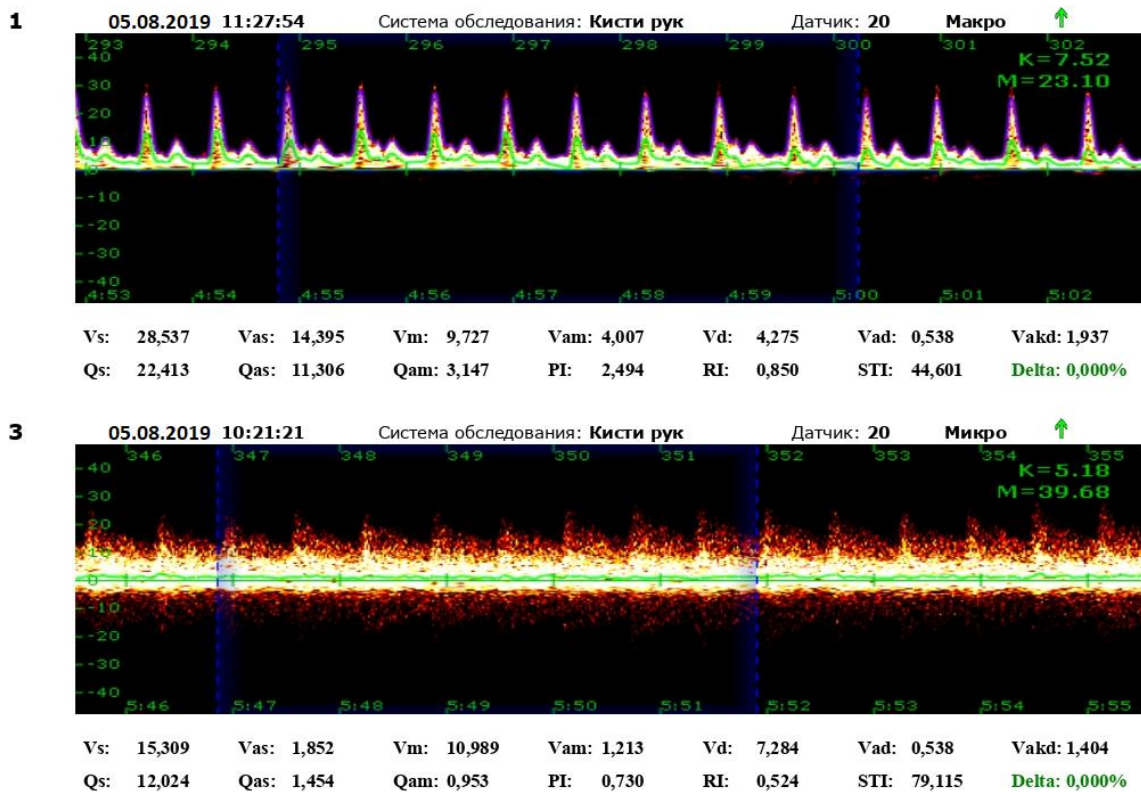 1 05.08.2019 11:27:54 Система обследования: Кисти рук Датчик: 20 Макро
293 294 295 296 297 298 299 300 301 302
K=7.52
M=23.10
40
30
20
10
0
-10
-20
-30
-40
4:53 4:54 4:55 4:56 4:57 4:58 4:59 5:00 5:01 5:02
Vs: 28,537 Vas: 14,395 Vm: 9,727 Vam: 4,007 Vd: 4,275 Vad: 0,538 Vakd: 1,937
Qs: 22,413 Qas: 11,306 Qam: 3,147 PI: 2,494 RI: 0,850 STI: 44,601 Delta: 0,000%
3 05.08.2019 10:21:21 Система обследования: Кисти рук Датчик: 20 Микро
346 347 348 349 350 351 352 353 354 355
K=5.18
M=39.68
40
30
20
10
0
-10
-20
-30
-40
5:46 5:47 5:48 5:49 5:50 5:51 5:52 5:53 5:54 5:55
Vs: 15,309 Vas: 1,852 Vm: 10,989 Vam: 1,213 Vd: 7,284 Vad: 0,538 Vakd: 1,404
Qs: 12,024 Qas: 1,454 Qam: 0,953 PI: 0,730 RI: 0,524 STI: 79,115 Delta: 0,000%